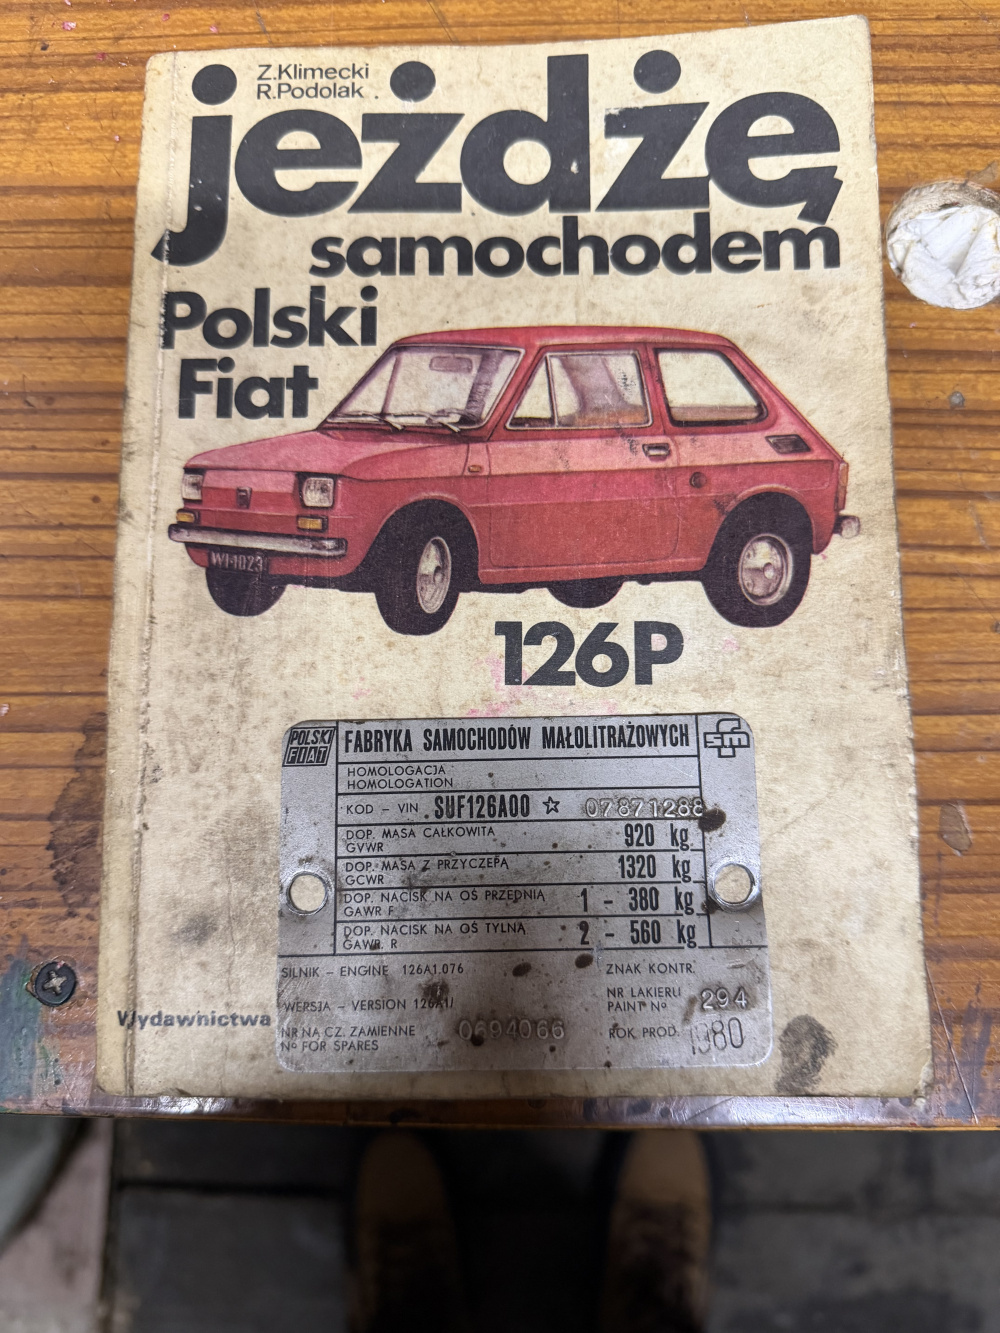 Z.Klimecki
R.Podolak
jeżdżę
samochodem
Polski
Fiat
WI-1023
126P
POLSKI
FIAT
FABRYKA SAMOCHODÓW MAŁOLITRAŻOWYCH
fsm
HOMOLOGACJA
HOMOLOGATION
KOD – VIN SUF126A00 ☆ 07871288
DOP. MASA CAŁKOWITA 920 kg
GVWR
DOP. MASA Z PRZYCZEPĄ 1320 kg
GCWR
DOP. NACISK NA OŚ PRZEDNIĄ 1 – 380 kg
GAWR F
DOP. NACISK NA OŚ TYLNĄ 2 – 560 kg
GAWR. R
SILNIK – ENGINE 126A1.076 ZNAK KONTR.
WERSJA – VERSION 126A1/ NR LAKIERU 294
PAINT Nº
NR NA CZ. ZAMIENNE 0694066 ROK PROD. 1980
Nº FOR SPARES
Wydawnictwa